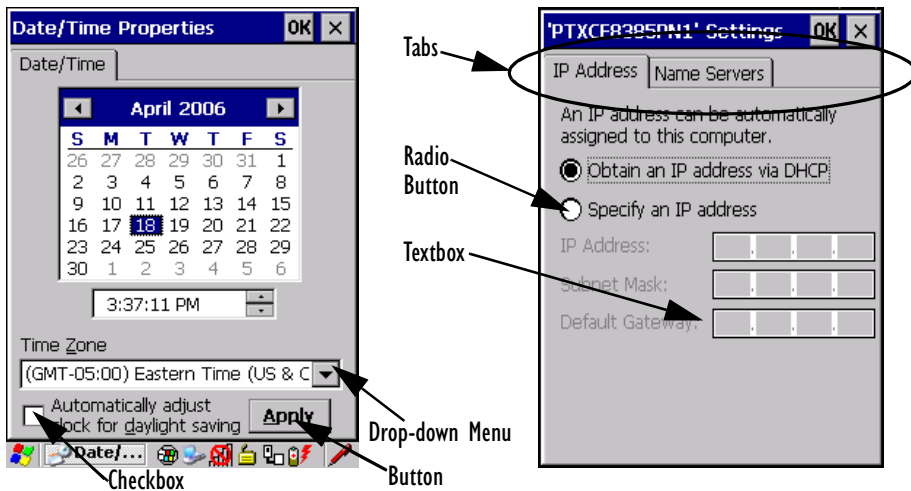 Date/Time Properties OK ×
Date/Time
April 2006
S M T W T F S
26 27 28 29 30 31 1
2 3 4 5 6 7 8
9 10 11 12 13 14 15
16 17 18 19 20 21 22
23 24 25 26 27 28 29
30 1 2 3 4 5 6
3:37:11 PM
Time Zone
(GMT-05:00) Eastern Time (US & C
Automatically adjust
clock for daylight saving
Apply
Date/...
Checkbox
Button
Drop-down Menu
Tabs
Radio
Button
Textbox
'PTXCF8385PN1' Settings OK ×
IP Address Name Servers
An IP address can be automatically
assigned to this computer.
Obtain an IP address via DHCP
Specify an IP address
IP Address:
Subnet Mask:
Default Gateway: